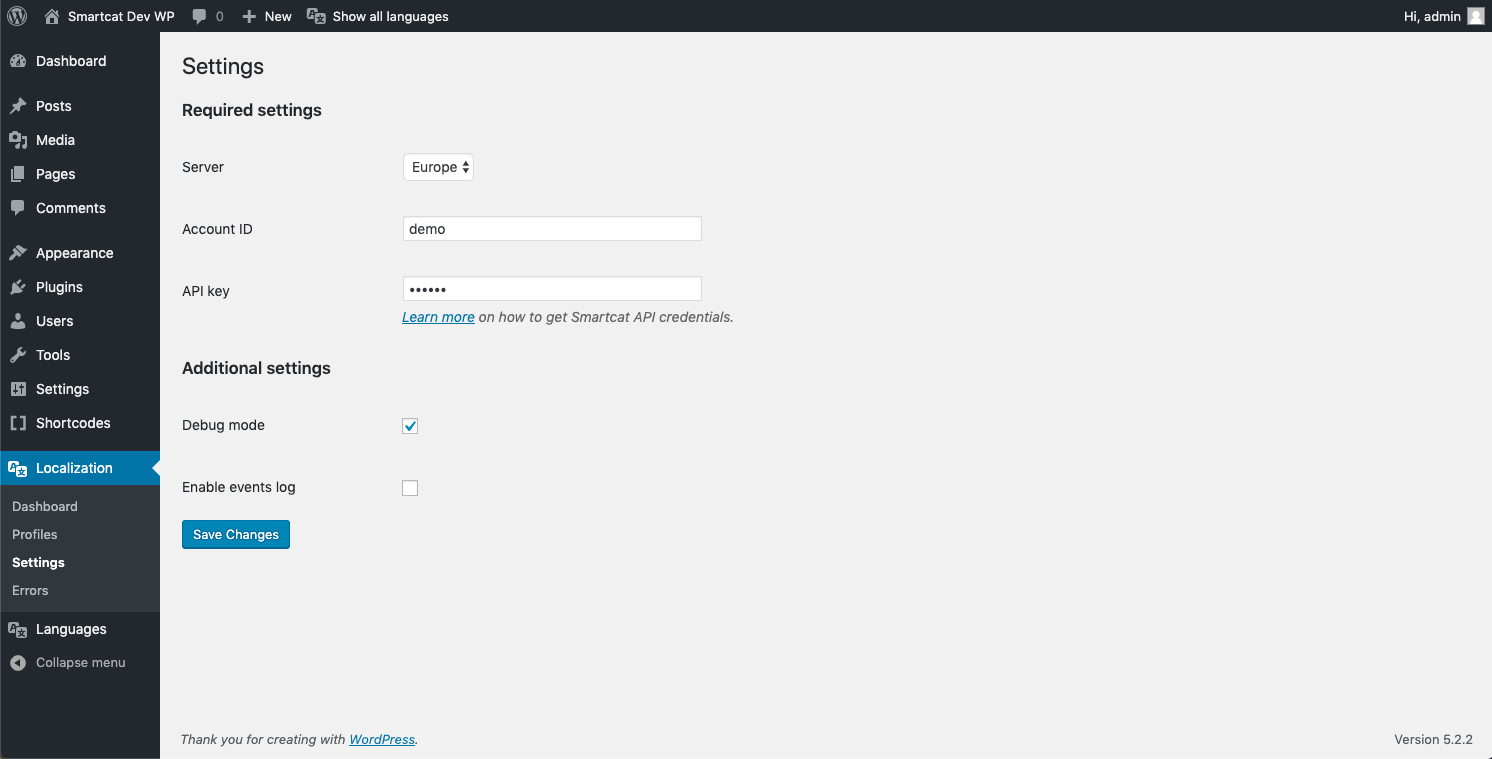 Smartcat Dev WP 0 New Show all languages Hi, admin
Dashboard
Posts
Media
Pages
Comments
Appearance
Plugins
Users
Tools
Settings
Shortcodes
Localization
Dashboard
Profiles
Settings
Errors
Languages
Collapse menu
Settings
Required settings
Server Europe
Account ID demo
API key ••••••
Learn more on how to get Smartcat API credentials.
Additional settings
Debug mode
Enable events log
Save Changes
Thank you for creating with WordPress. Version 5.2.2